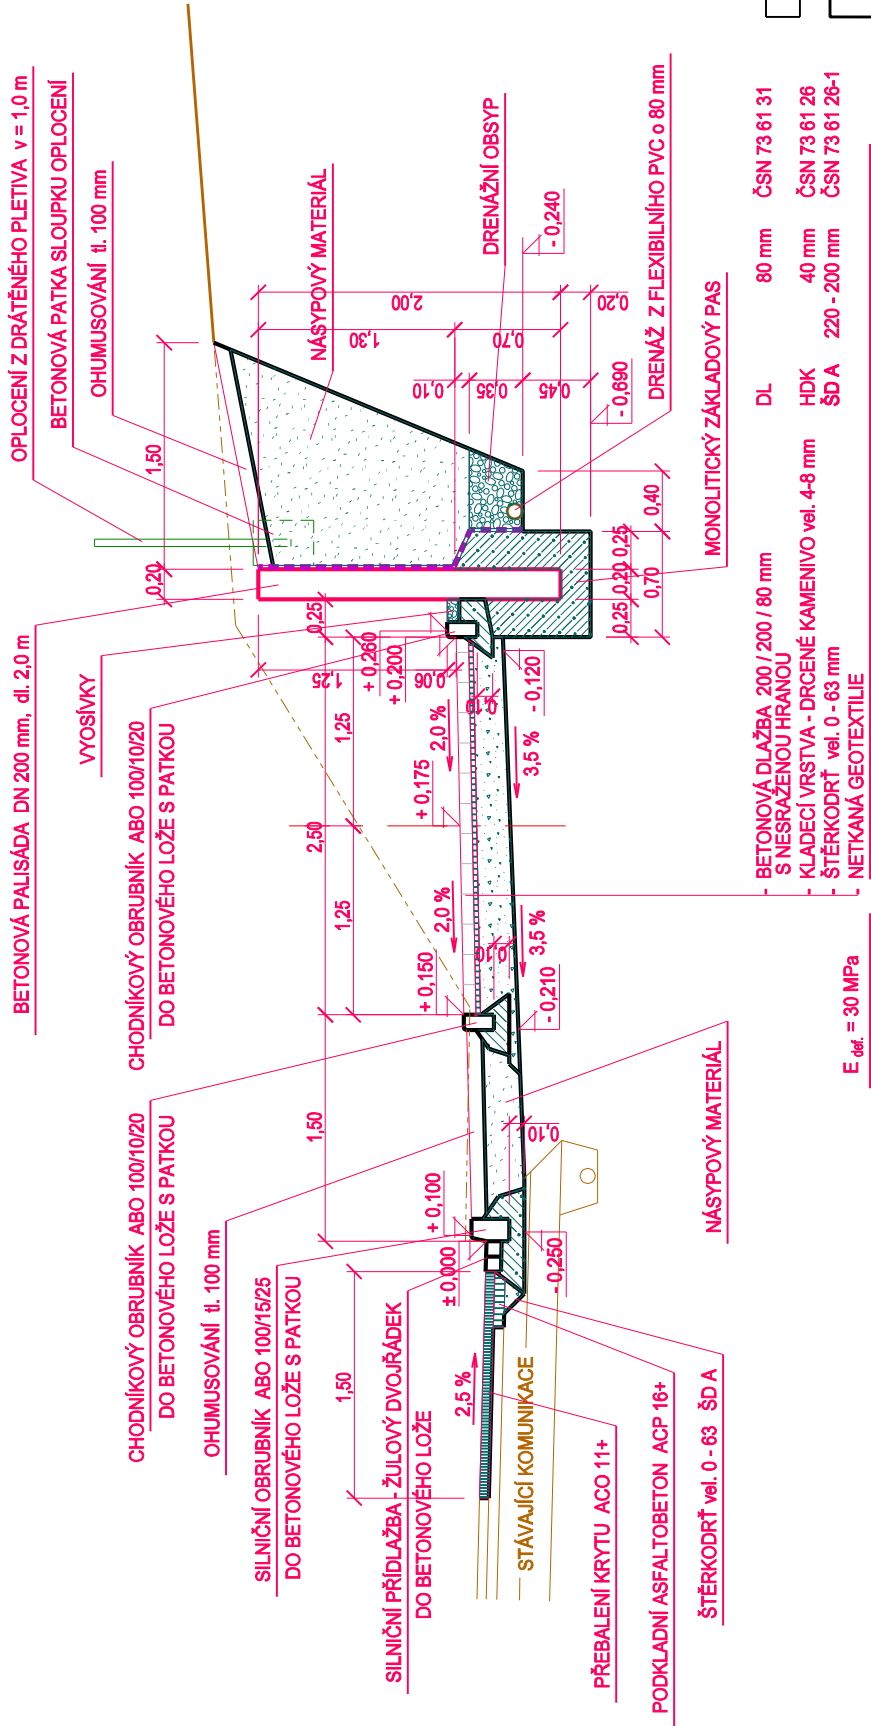 OPLOCENÍ Z DRÁTĚNÉHO PLETIVA v = 1,0 m
BETONOVÁ PATKA SLOUPKU OPLOCENÍ
OHUMUSOVÁNÍ tl. 100 mm
NÁSYPOVÝ MATERIÁL
DRENÁŽNÍ OBSYP
DRENÁŽ Z FLEXIBILNÍHO PVC o 80 mm
MONOLITICKÝ ZÁKLADOVÝ PAS
BETONOVÁ PALISÁDA DN 200 mm, dl. 2,0 m
VYOSÍVKY
CHODNÍKOVÝ OBRUBNÍK ABO 100/10/20
DO BETONOVÉHO LOŽE S PATKOU
CHODNÍKOVÝ OBRUBNÍK ABO 100/10/20
DO BETONOVÉHO LOŽE S PATKOU
OHUMUSOVÁNÍ tl. 100 mm
SILNIČNÍ OBRUBNÍK ABO 100/15/25
DO BETONOVÉHO LOŽE S PATKOU
SILNIČNÍ PŘÍDLAŽBA - ŽULOVÝ DVOJŘÁDEK
DO BETONOVÉHO LOŽE
STÁVAJÍCÍ KOMUNIKACE
PŘEBALENÍ KRYTU ACO 11+
PODKLADNÍ ASFALTOBETON ACP 16+
ŠTĚRKODRŤ vel. 0 - 63 ŠD A
NÁSYPOVÝ MATERIÁL
1,50
0,20
0,25
1,25
2,50
1,25
1,50
1,50
2,00
1,30
0,70
0,20
0,10
0,35
0,45
- 0,240
- 0,690
0,40
0,25
0,20
0,25
0,70
1,25
0,06
+ 0,260
+ 0,200
0,10
- 0,120
2,0 %
3,5 %
+ 0,175
2,0 %
3,5 %
0,10
+ 0,150
- 0,210
0,10
+ 0,100
± 0,000
- 0,250
2,5 %
- BETONOVÁ DLAŽBA 200 / 200 / 80 mm DL 80 mm ČSN 73 61 31
S NESRAŽENOU HRANOU
- KLADECÍ VRSTVA - DRCENÉ KAMENIVO vel. 4-8 mm HDK 40 mm ČSN 73 61 26
- ŠTĚRKODRŤ vel. 0 - 63 mm ŠD A 220 - 200 mm ČSN 73 61 26-1
- NETKANÁ GEOTEXTILIE
E def. = 30 MPa